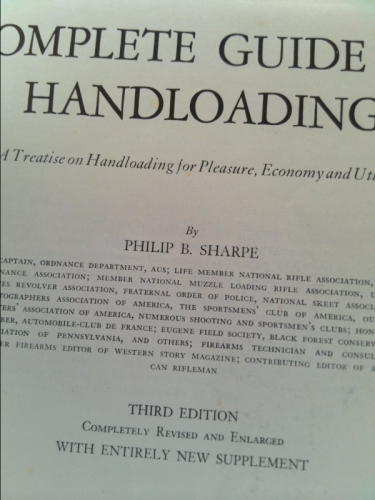 OMPLETE GUIDE
HANDLOADING
A Treatise on Handloading for Pleasure, Economy and Uti
By
PHILIP B. SHARPE
CAPTAIN, ORDNANCE DEPARTMENT, AUS; LIFE MEMBER NATIONAL RIFLE ASSOCIATION,
NANCE ASSOCIATION; MEMBER NATIONAL MUZZLE LOADING RIFLE ASSOCIATION, U
TES REVOLVER ASSOCIATION, FRATERNAL ORDER OF POLICE, NATIONAL SKEET ASSOCI
TOGRAPHERS ASSOCIATION OF AMERICA, THE SPORTSMENS' CLUB OF AMERICA, OU
TERS' ASSOCIATION OF AMERICA, NUMEROUS SHOOTING AND SPORTSMEN'S CLUBS; HON
BER, AUTOMOBILE-CLUB DE FRANCE; EUGENE FIELD SOCIETY, BLACK FOREST CONSERV
IATION OF PENNSYLVANIA, AND OTHERS; FIREARMS TECHNICIAN AND CONSUL
ER FIREARMS EDITOR OF WESTERN STORY MAGAZINE; CONTRIBUTING EDITOR OF A
CAN RIFLEMAN
THIRD EDITION
COMPLETELY REVISED AND ENLARGED
WITH ENTIRELY NEW SUPPLEMENT